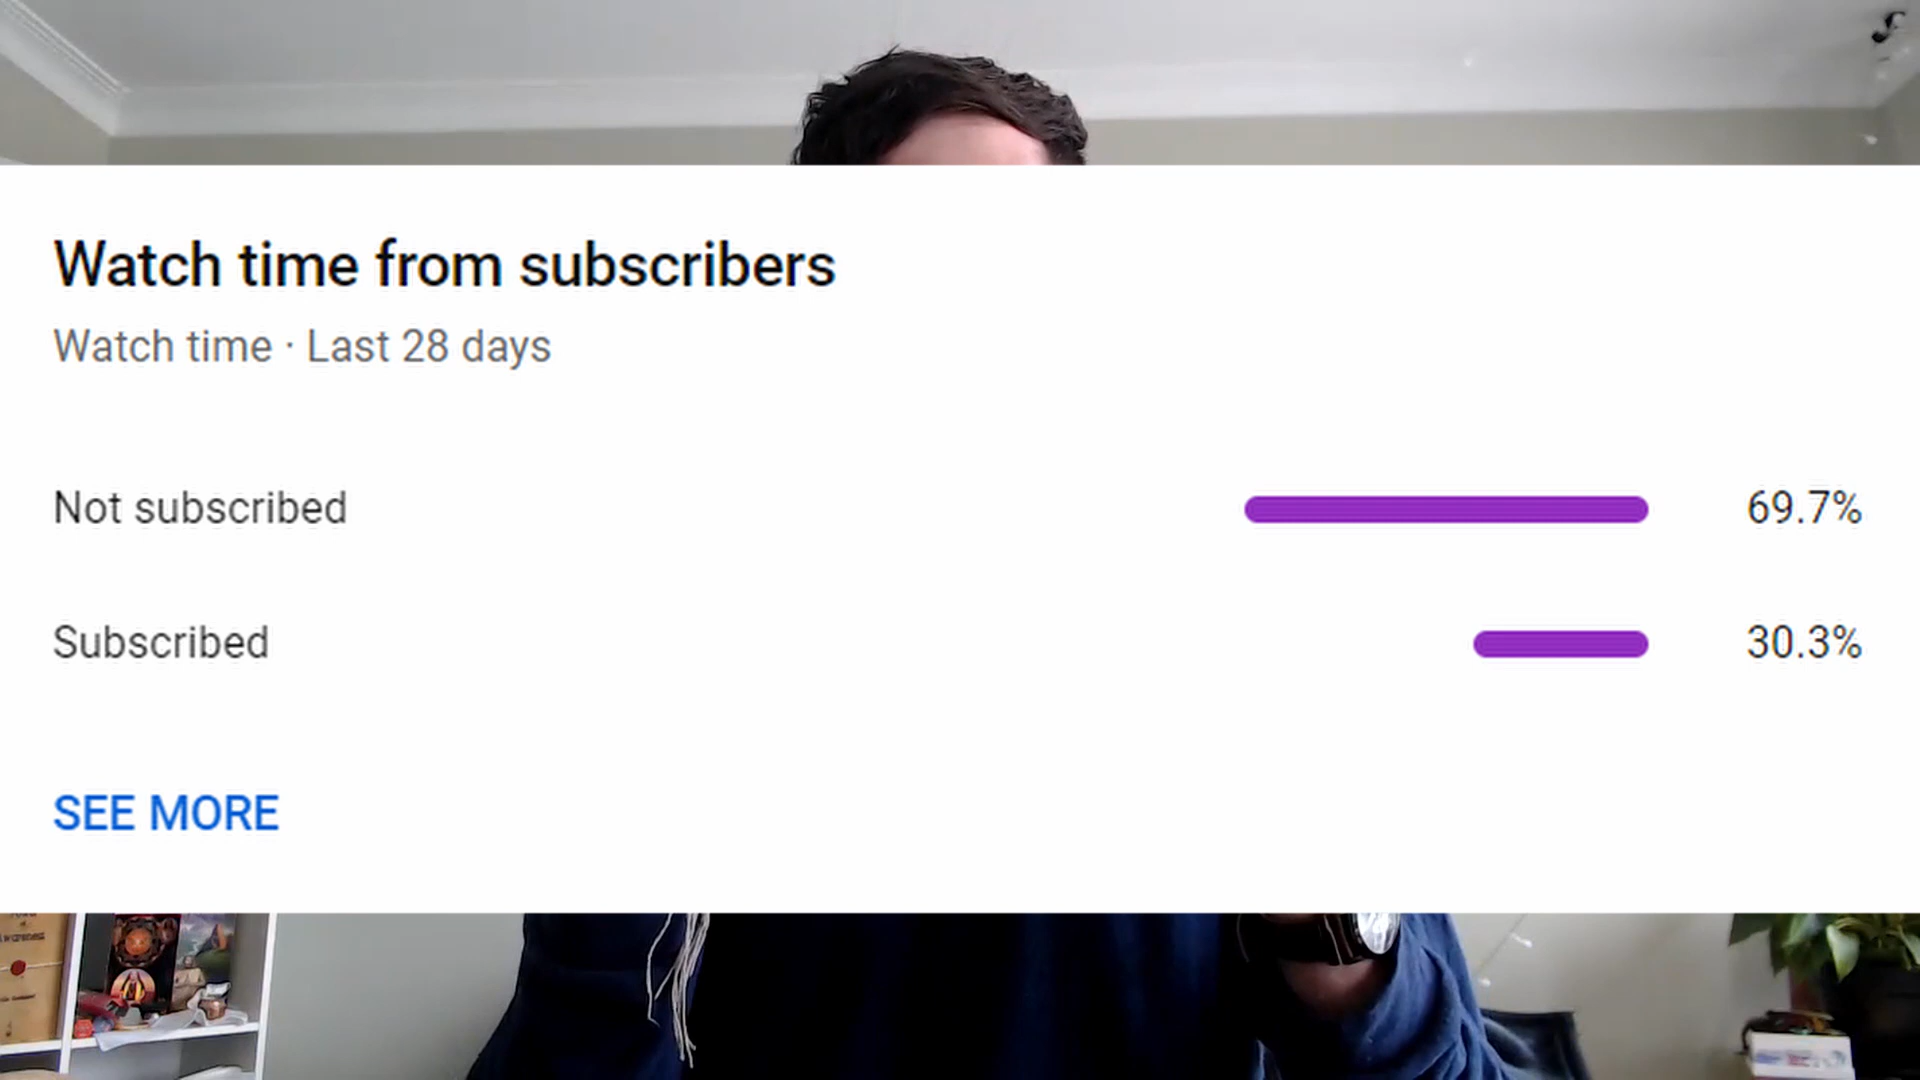 Watch time from subscribers
Watch time · Last 28 days
Not subscribed
69.7%
Subscribed
30.3%
SEE MORE